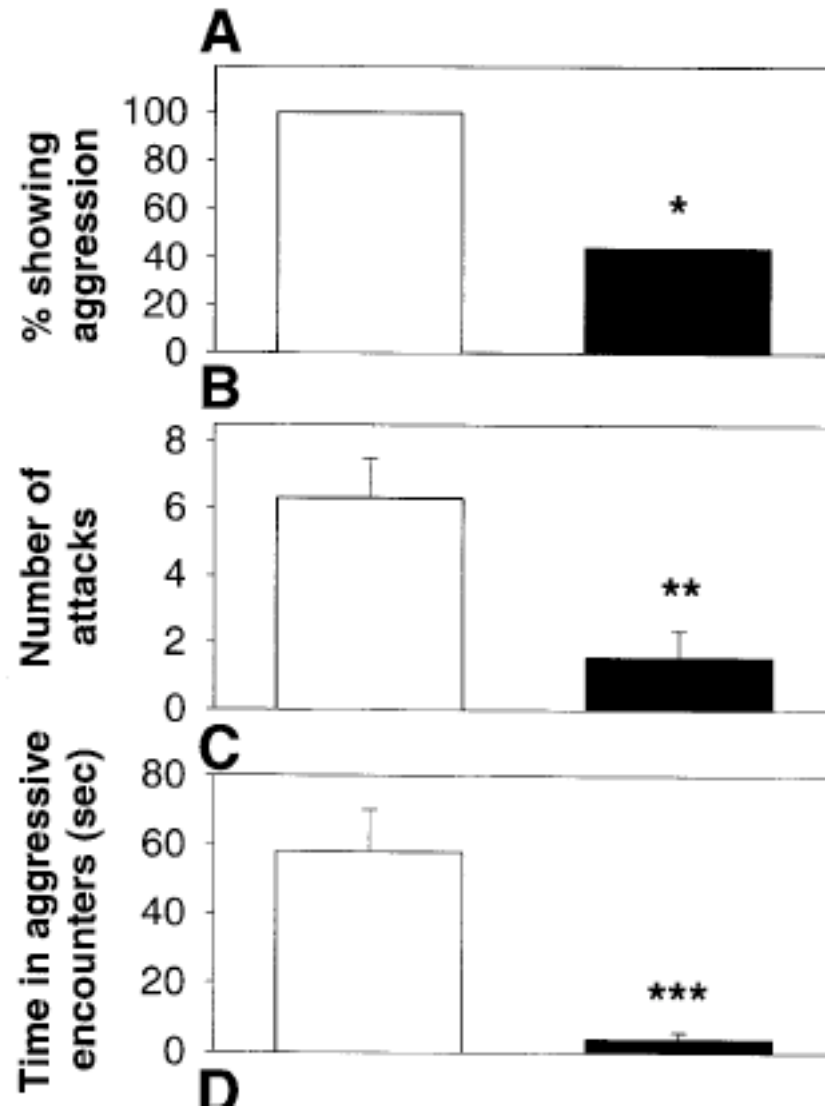 A
% showing
aggression
100
80
60
40
20
0
*
B
Number of
attacks
8
6
4
2
0
**
C
Time in aggressive
encounters (sec)
80
60
40
20
0
***
D